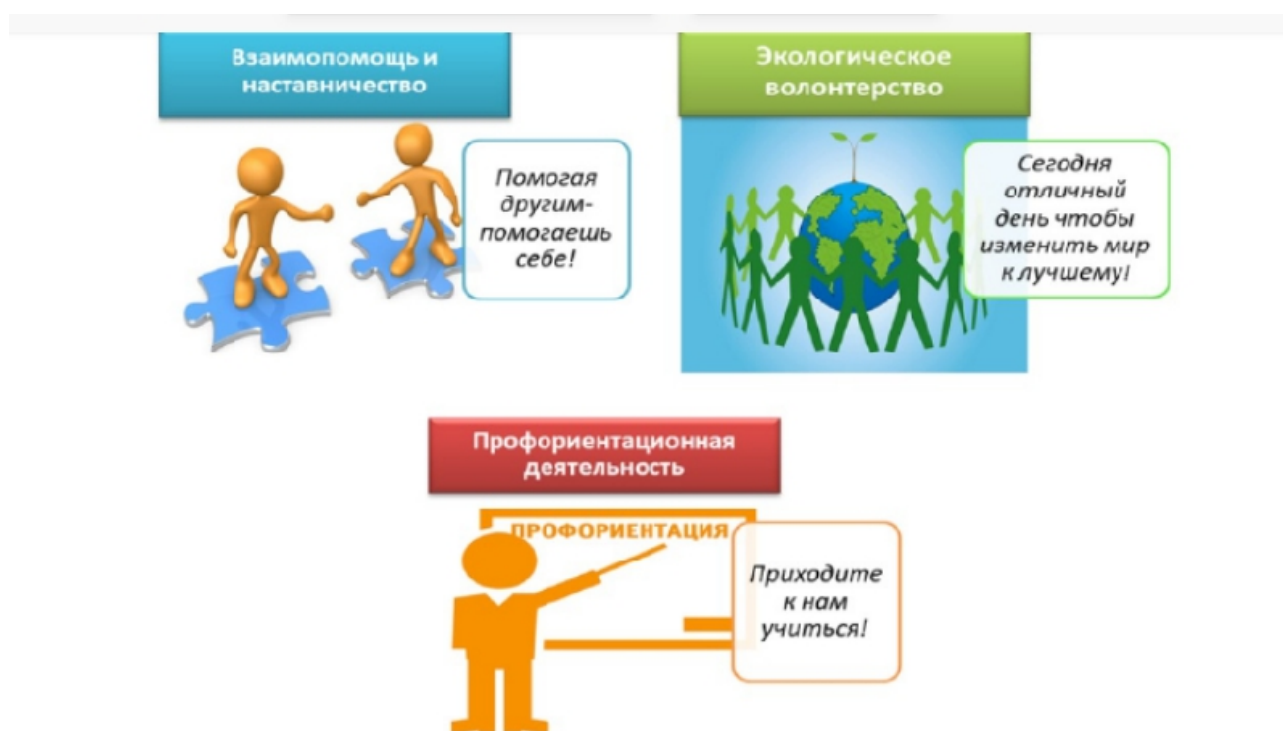 Взаимопомощь и
наставничество
Помогая
другим-
помогаешь
себе!
Экологическое
волонтерство
Сегодня
отличный
день чтобы
изменить мир
к лучшему!
Профориентационная
деятельность
ПРОФОРИЕНТАЦИЯ
Приходите
к нам
учиться!